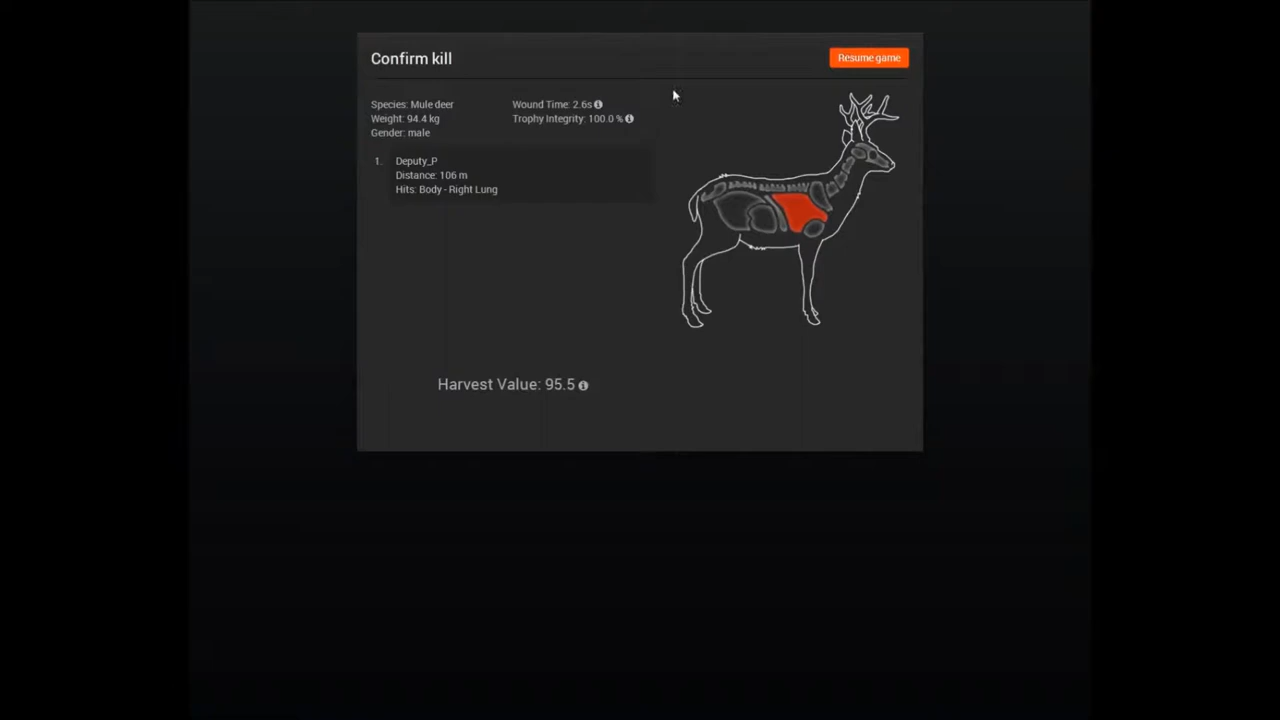 Confirm kill
Resume game
Species: Mule deer
Weight: 94.4 kg
Gender: male
Wound Time: 2.6s
Trophy Integrity: 100.0 %
1.
Deputy_P
Distance: 106 m
Hits: Body - Right Lung
Harvest Value: 95.5